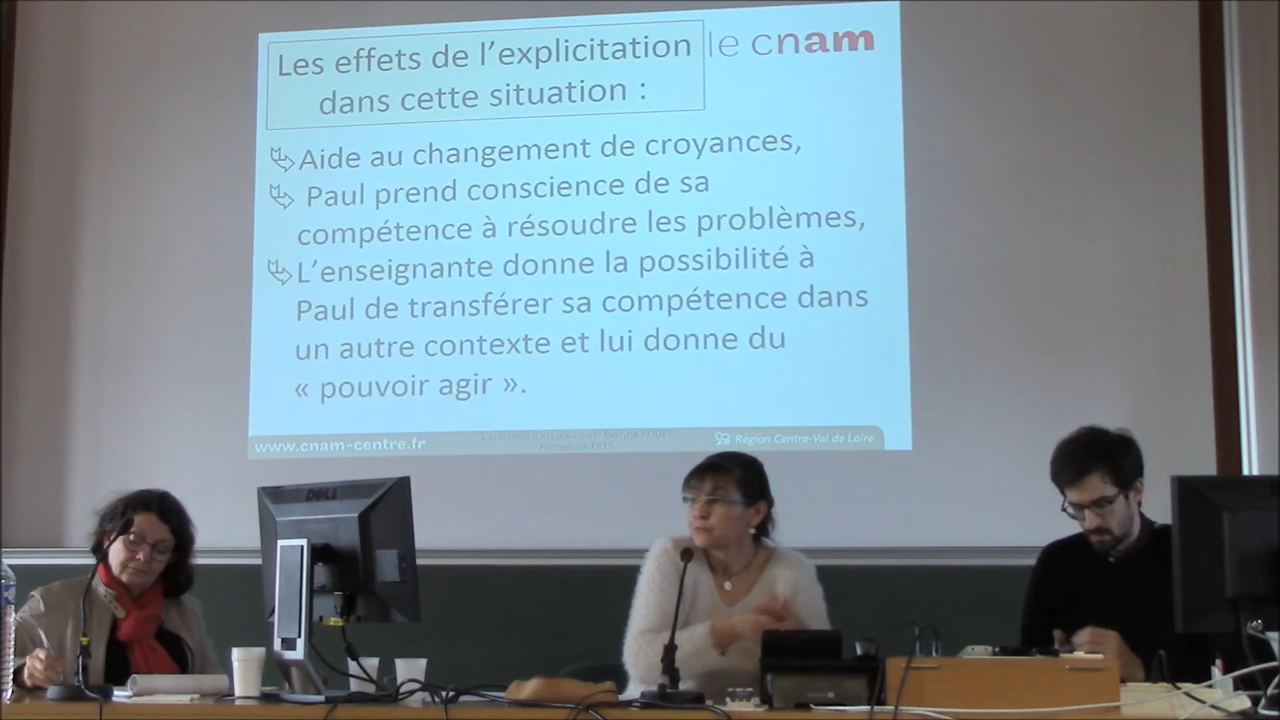 Les effets de l'explicitation
dans cette situation :
le cnam
Aide au changement de croyances,
Paul prend conscience de sa
compétence à résoudre les problèmes,
L'enseignante donne la possibilité à
Paul de transférer sa compétence dans
un autre contexte et lui donne du
« pouvoir agir ».
www.cnam-centre.fr
Région Centre-Val de Loire
DELL